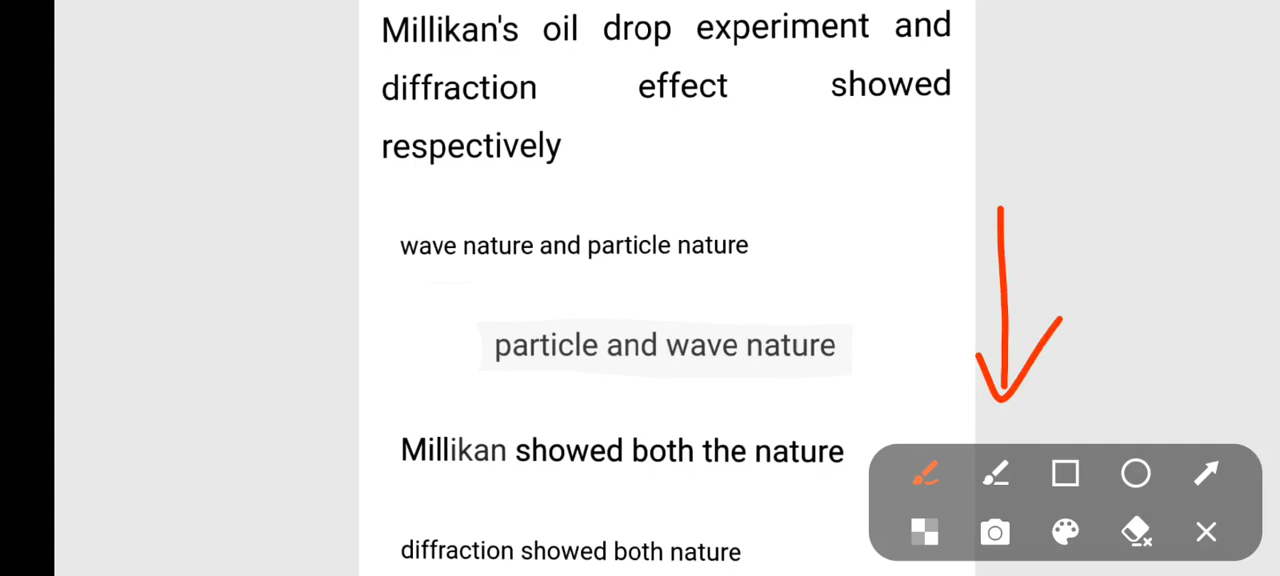 Millikan's oil drop experiment and
diffraction effect showed
respectively
wave nature and particle nature
particle and wave nature
Millikan showed both the nature
diffraction showed both nature